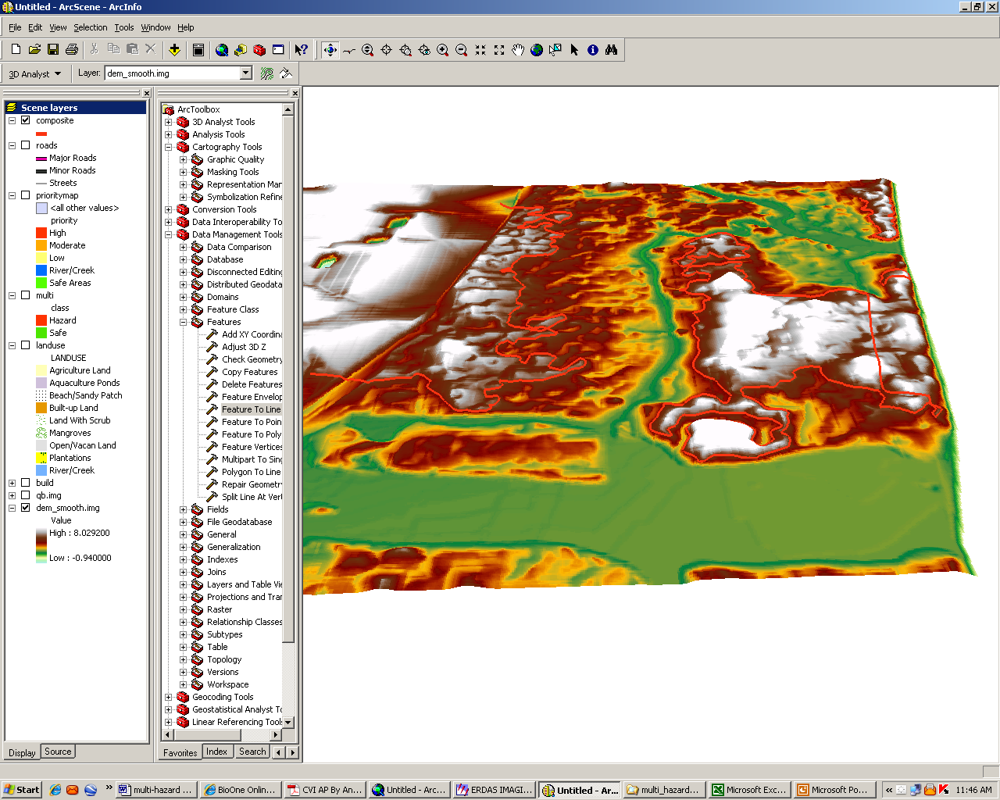 Untitled - ArcScene - ArcInfo
File Edit View Selection Tools Window Help
3D Analyst
Layer: dem_smooth.img
Scene layers
composite
roads
Major Roads
Minor Roads
Streets
prioritymap
<all other values>
priority
High
Moderate
Low
River/Creek
Safe Areas
multi
class
Hazard
Safe
landuse
LANDUSE
Agriculture Land
Aquaculture Ponds
Beach/Sandy Patch
Built-up Land
Land With Scrub
Mangroves
Open/Vacan Land
Plantations
River/Creek
build
qb.img
dem_smooth.img
Value
High : 8.029200
Low : -0.940000
Display Source
ArcToolbox
3D Analyst Tools
Analysis Tools
Cartography Tools
Graphic Quality
Masking Tools
Representation Mar
Symbolization Refine
Conversion Tools
Data Interoperability To
Data Management Tools
Data Comparison
Database
Disconnected Editing
Distributed Geodata
Domains
Feature Class
Features
Add XY Coordina
Adjust 3D Z
Check Geometry
Copy Features
Delete Features
Feature Envelop
Feature To Line
Feature To Poin
Feature To Poly
Feature Vertices
Multipart To Sing
Polygon To Line
Repair Geometr
Split Line At Vert
Fields
File Geodatabase
General
Generalization
Indexes
Joins
Layers and Table Vie
Projections and Tran
Raster
Relationship Classes
Subtypes
Table
Topology
Versions
Workspace
Geocoding Tools
Geostatistical Analyst To
Linear Referencing Tools
Favorites Index Search
Start multi-hazard ... BioOne Onlin... CVI AP By An... Untitled - Arc... ERDAS IMAGI... Untitled - Ar... multi_hazard... Microsoft Exc... Microsoft Po... 11:46 AM